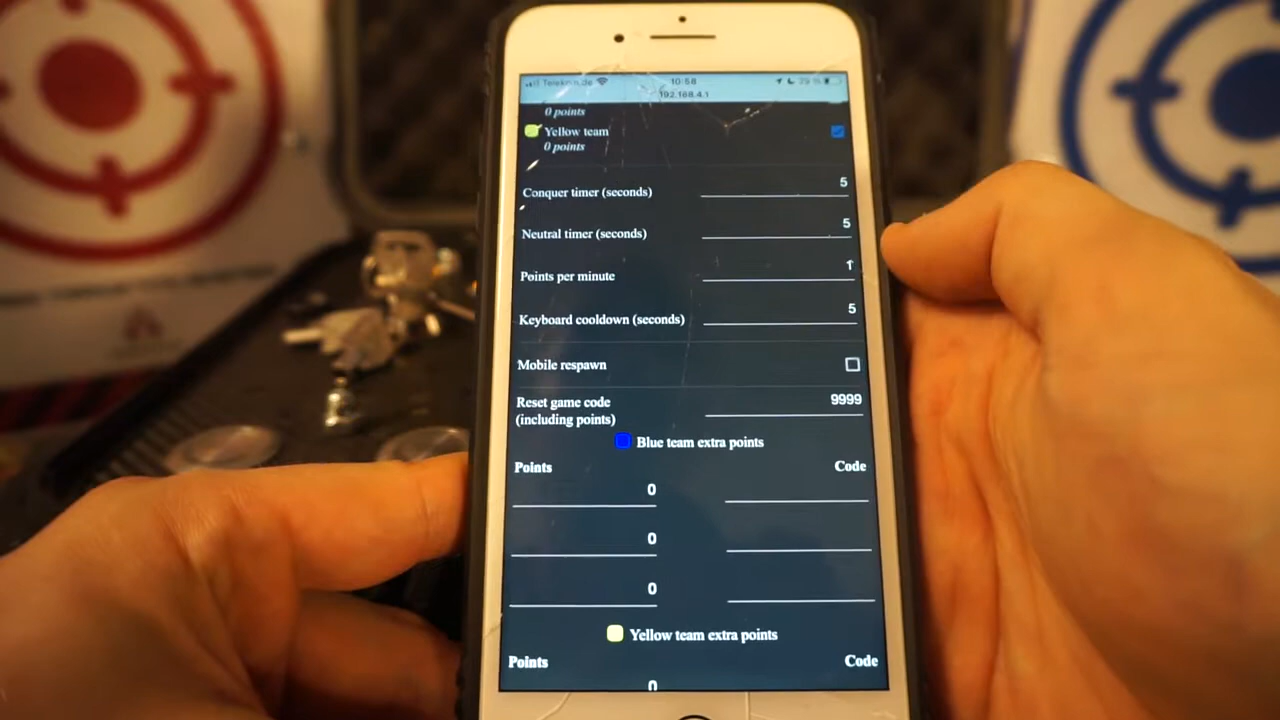 Telekom.de 10:58 39 %
192.168.4.1
0 points
Yellow team
0 points
Conquer timer (seconds) 5
Neutral timer (seconds) 5
Points per minute 1
Keyboard cooldown (seconds) 5
Mobile respawn
Reset game code 9999
(including points)
Blue team extra points
Points Code
0
0
0
Yellow team extra points
Points Code
0